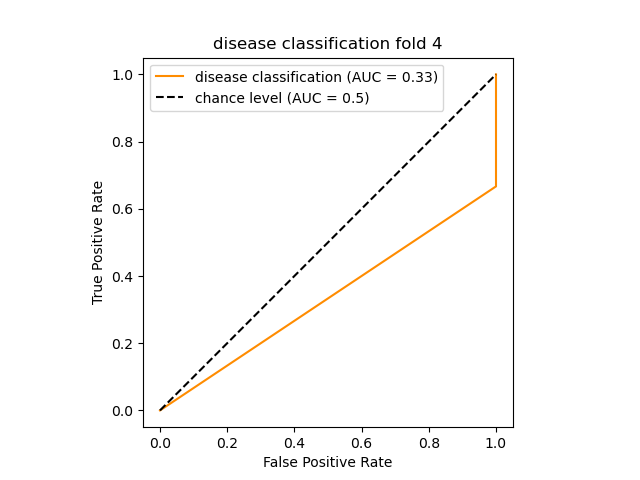 disease classification fold 4
disease classification (AUC = 0.33)
chance level (AUC = 0.5)
True Positive Rate
1.0
0.8
0.6
0.4
0.2
0.0
0.0 0.2 0.4 0.6 0.8 1.0
False Positive Rate